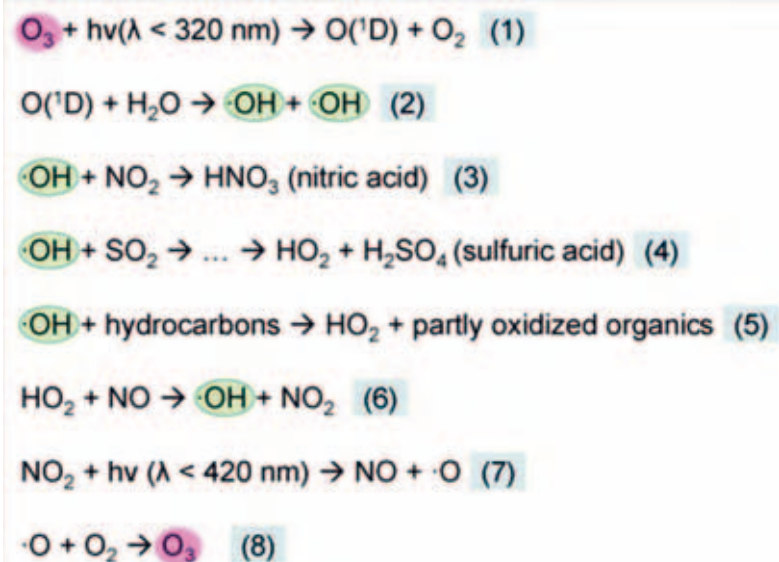 O₃ + hv(λ < 320 nm) → O(¹D) + O₂ (1)
O(¹D) + H₂O → ·OH + ·OH (2)
·OH + NO₂ → HNO₃ (nitric acid) (3)
·OH + SO₂ → ... → HO₂ + H₂SO₄ (sulfuric acid) (4)
·OH + hydrocarbons → HO₂ + partly oxidized organics (5)
HO₂ + NO → ·OH + NO₂ (6)
NO₂ + hv (λ < 420 nm) → NO + ·O (7)
·O + O₂ → O₃ (8)